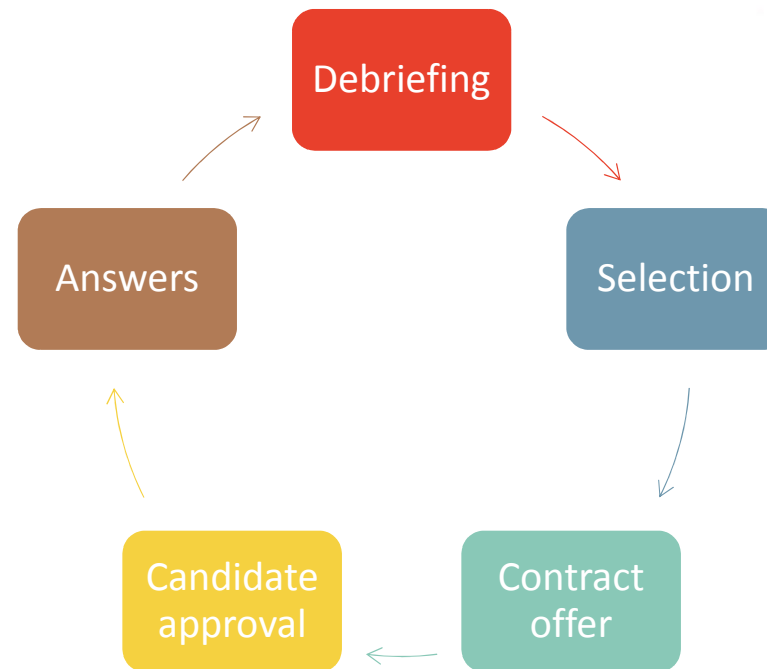 Debriefing
Selection
Contract
offer
Candidate
approval
Answers